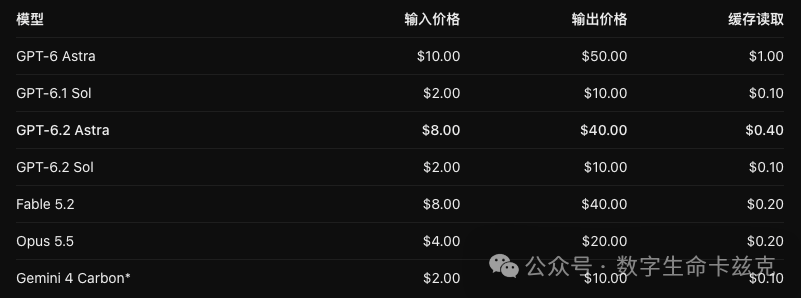 模型 输入价格 输出价格 缓存读取
GPT-6 Astra $10.00 $50.00 $1.00
GPT-6.1 Sol $2.00 $10.00 $0.10
GPT-6.2 Astra $8.00 $40.00 $0.40
GPT-6.2 Sol $2.00 $10.00 $0.10
Fable 5.2 $8.00 $40.00 $0.20
Opus 5.5 $4.00 $20.00 $0.20
公众号 · 数字生命卡兹克
Gemini 4 Carbon* $2.00 $10.00 $0.10